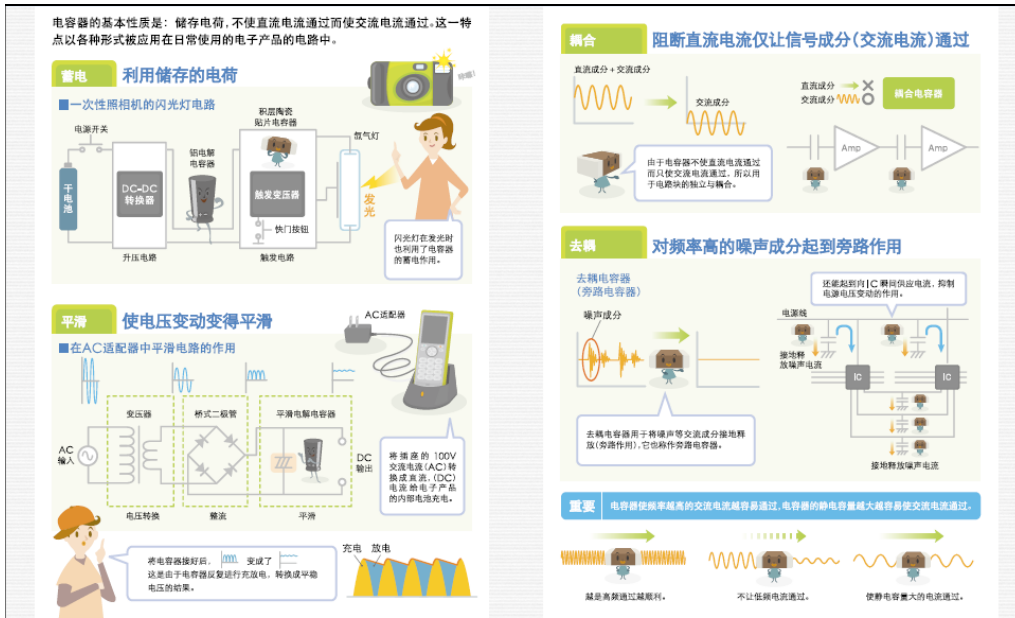 电容器的基本性质是：储存电荷，不使直流电流通过而使交流电流通过。这一特
点以各种形式被应用在日常使用的电子产品的电路中。
蓄电
利用储存的电荷
■一次性照相机的闪光灯电路
电源开关
积层陶瓷
贴片电容器
氙气灯
铝电解
电容器
干电池
DC-DC
转换器
触发变压器
快门按钮
发光
升压电路
触发电路
闪光灯在发光时
也利用了电容器
的蓄电作用。
平滑
使电压变动变得平滑
■在AC适配器中平滑电路的作用
AC适配器
变压器
桥式二极管
平滑电解电容器
AC
输入
DC
输出
电压转换
整流
平滑
将插座的100V
交流电流(AC)转
换成直流，(DC)
电流给电子产品
的内部电池充电。
将电容器接好后， 变成了
这是由于电容器反复运行充放电，转换成平稳
电压的结果。
充电 放电
耦合
阻断直流电流仅让信号成分（交流电流）通过
直流成分＋交流成分
交流成分
直流成分
交流成分
耦合电容器
Amp
Amp
由于电容器不使直流电流通过
而只使交流电流通过，所以用
于电路块的独立与耦合。
去耦
对频率高的噪声成分起到旁路作用
去耦电容器
（旁路电容器）
噪声成分
还能起到向IC瞬间供应电流，抑制
电源电压变动的作用。
电源线
接地释
放噪声电流
IC
IC
接地释放噪声电流
去耦电容器用于将噪声等交流成分接地释
放(旁路作用)，它也称作旁路电容器。
重要
电容器使频率越高的交流电流越容易通过，电容器的静电容量越大越容易使交流电流通过。
越是高频通过越顺利。
不让低频电流通过。
使静电容量大的电流通过。